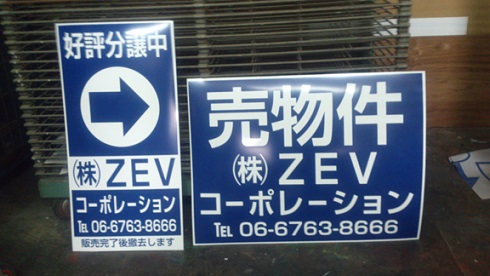 好評分譲中
㈱ZEV
コーポレーション
TEL 06-6763-8666
販売完了後撤去します
売物件
㈱ZEV
コーポレーション
TEL 06-6763-8666